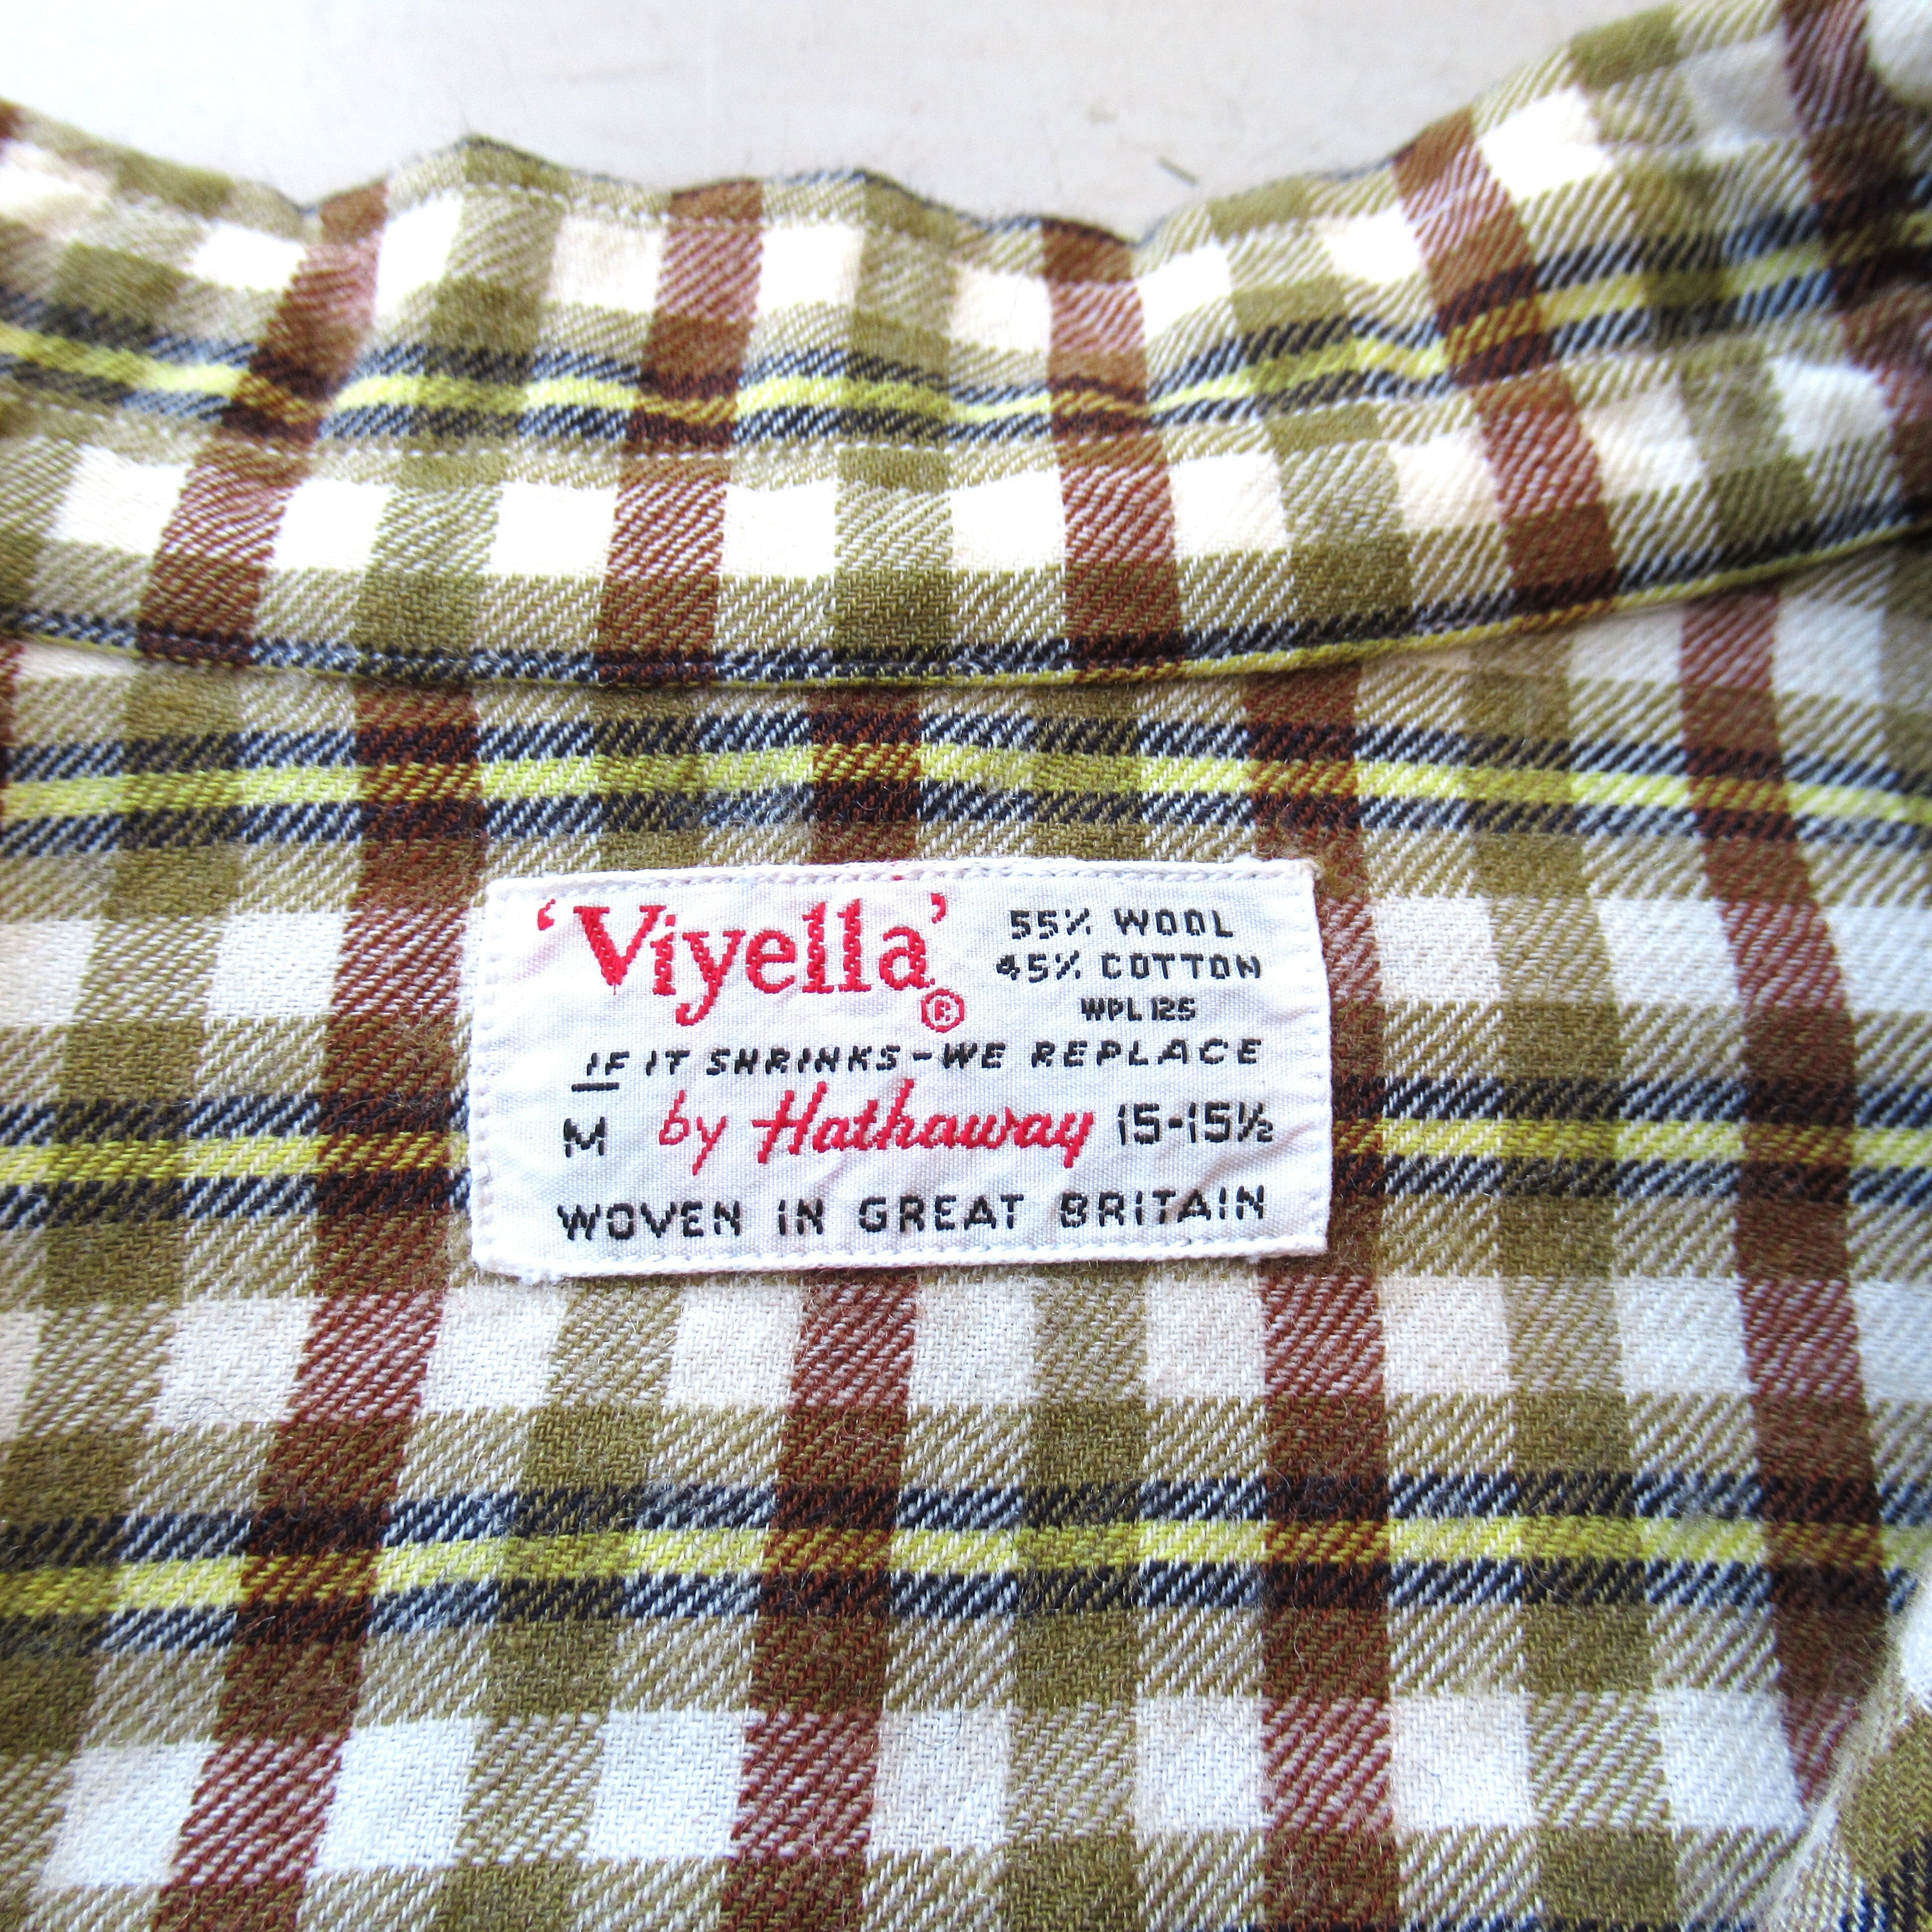 'Viyella'® 55% WOOL
45% COTTON
WPL 125
IF IT SHRINKS-WE REPLACE
M by Hathaway 15-15½
WOVEN IN GREAT BRITAIN